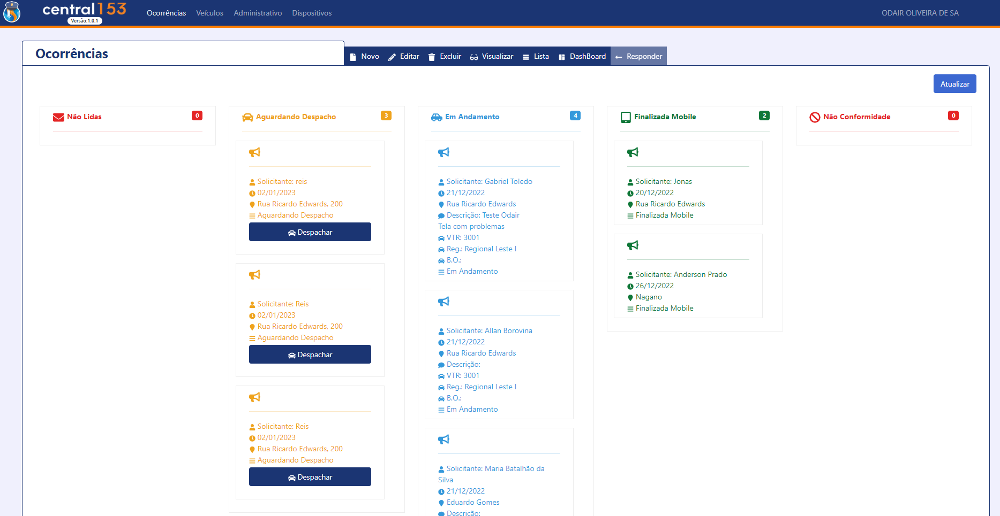 central153
Versão:1.0.1
Ocorrências Veículos Administrativo Dispositivos
ODAIR OLIVEIRA DE SA
Ocorrências
Novo Editar Excluir Visualizar Lista DashBoard Responder
Atualizar
Não Lidas 0
Aguardando Despacho 3
Solicitante: reis
02/01/2023
Rua Ricardo Edwards, 200
Aguardando Despacho
Despachar
Solicitante: Reis
02/01/2023
Rua Ricardo Edwards, 200
Aguardando Despacho
Despachar
Solicitante: Reis
02/01/2023
Rua Ricardo Edwards, 200
Aguardando Despacho
Despachar
Em Andamento 4
Solicitante: Gabriel Toledo
21/12/2022
Rua Ricardo Edwards
Descrição: Teste Odair
Tela com problemas
VTR: 3001
Reg.: Regional Leste I
B.O.:
Em Andamento
Solicitante: Allan Borovina
21/12/2022
Rua Ricardo Edwards
Descrição:
VTR: 3001
Reg.: Regional Leste I
B.O.:
Em Andamento
Solicitante: Maria Batalhão da
Silva
21/12/2022
Eduardo Gomes
Descrição:
Finalizada Mobile 2
Solicitante: Jonas
20/12/2022
Rua Ricardo Edwards
Finalizada Mobile
Solicitante: Anderson Prado
26/12/2022
Nagano
Finalizada Mobile
Não Conformidade 0